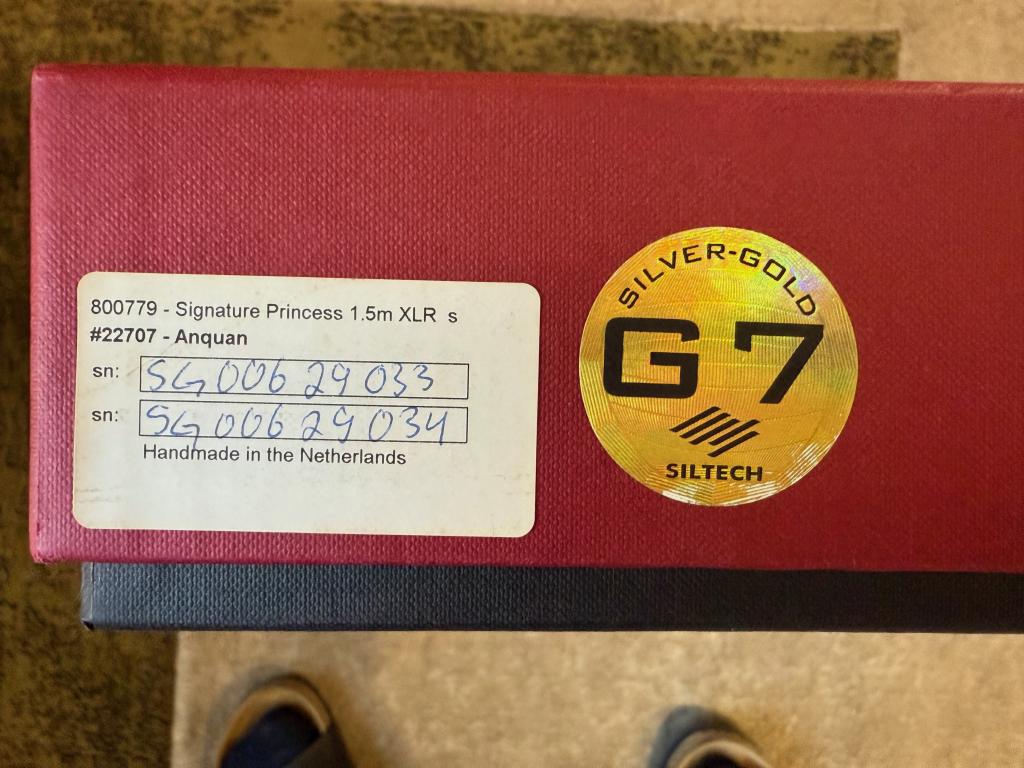 800779 - Signature Princess 1.5m XLR s
#22707 - Anquan
sn: SG00629033
sn: SG00629034
Handmade in the Netherlands
SILVER-GOLD
G7
SILTECH